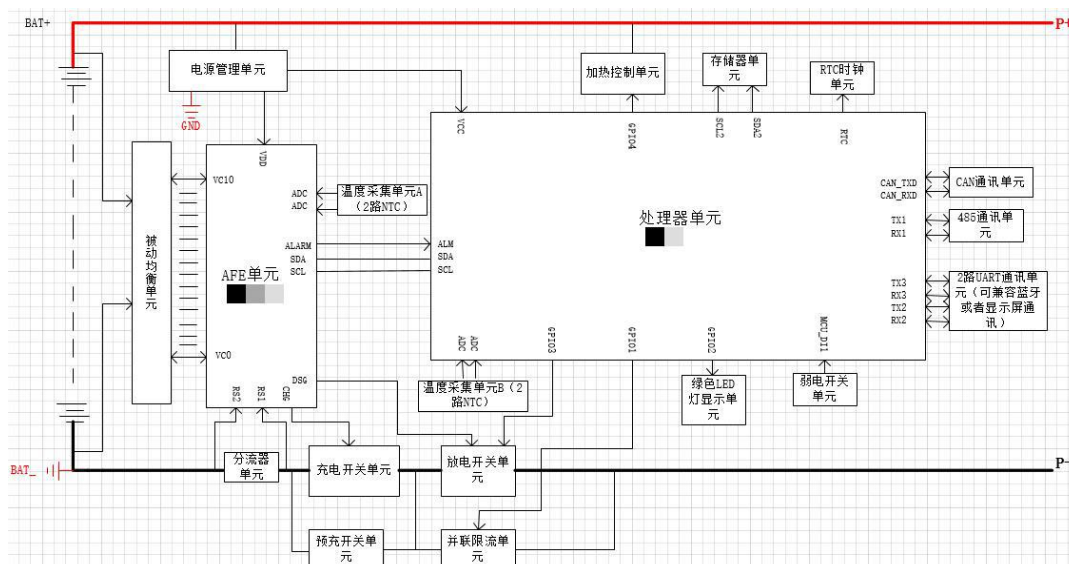 BAT+
P+
电源管理单元
加热控制单元
存储器单
元
RTC时钟
单元
GND
VCC
GPIO4
SCL2
SDA2
RTC
VDD
VC10
ADC
ADC
温度采集单元A
（2路NTC）
CAN_TXD
CAN_RXD
CAN通讯单元
处理器单元
TX1
RX1
485通讯单
元
被动均衡单元
ALARM
SDA
SCL
ALM
SDA
SCL
AFE单元
TX3
RX3
TX2
RX2
2路UART通讯单
元（可兼容蓝牙
或者显示屏通
讯）
VC0
ADC
ADC
GPIO3
GPIO1
GPIO2
MCU_DI1
RS2
RS1
CHG
DSG
温度采集单元B（2
路NTC）
绿色LED
灯显示单
元
弱电开关
单元
BAT_
分流器
单元
充电开关单元
放电开关单
元
P-
预充开关单
元
并联限流单
元